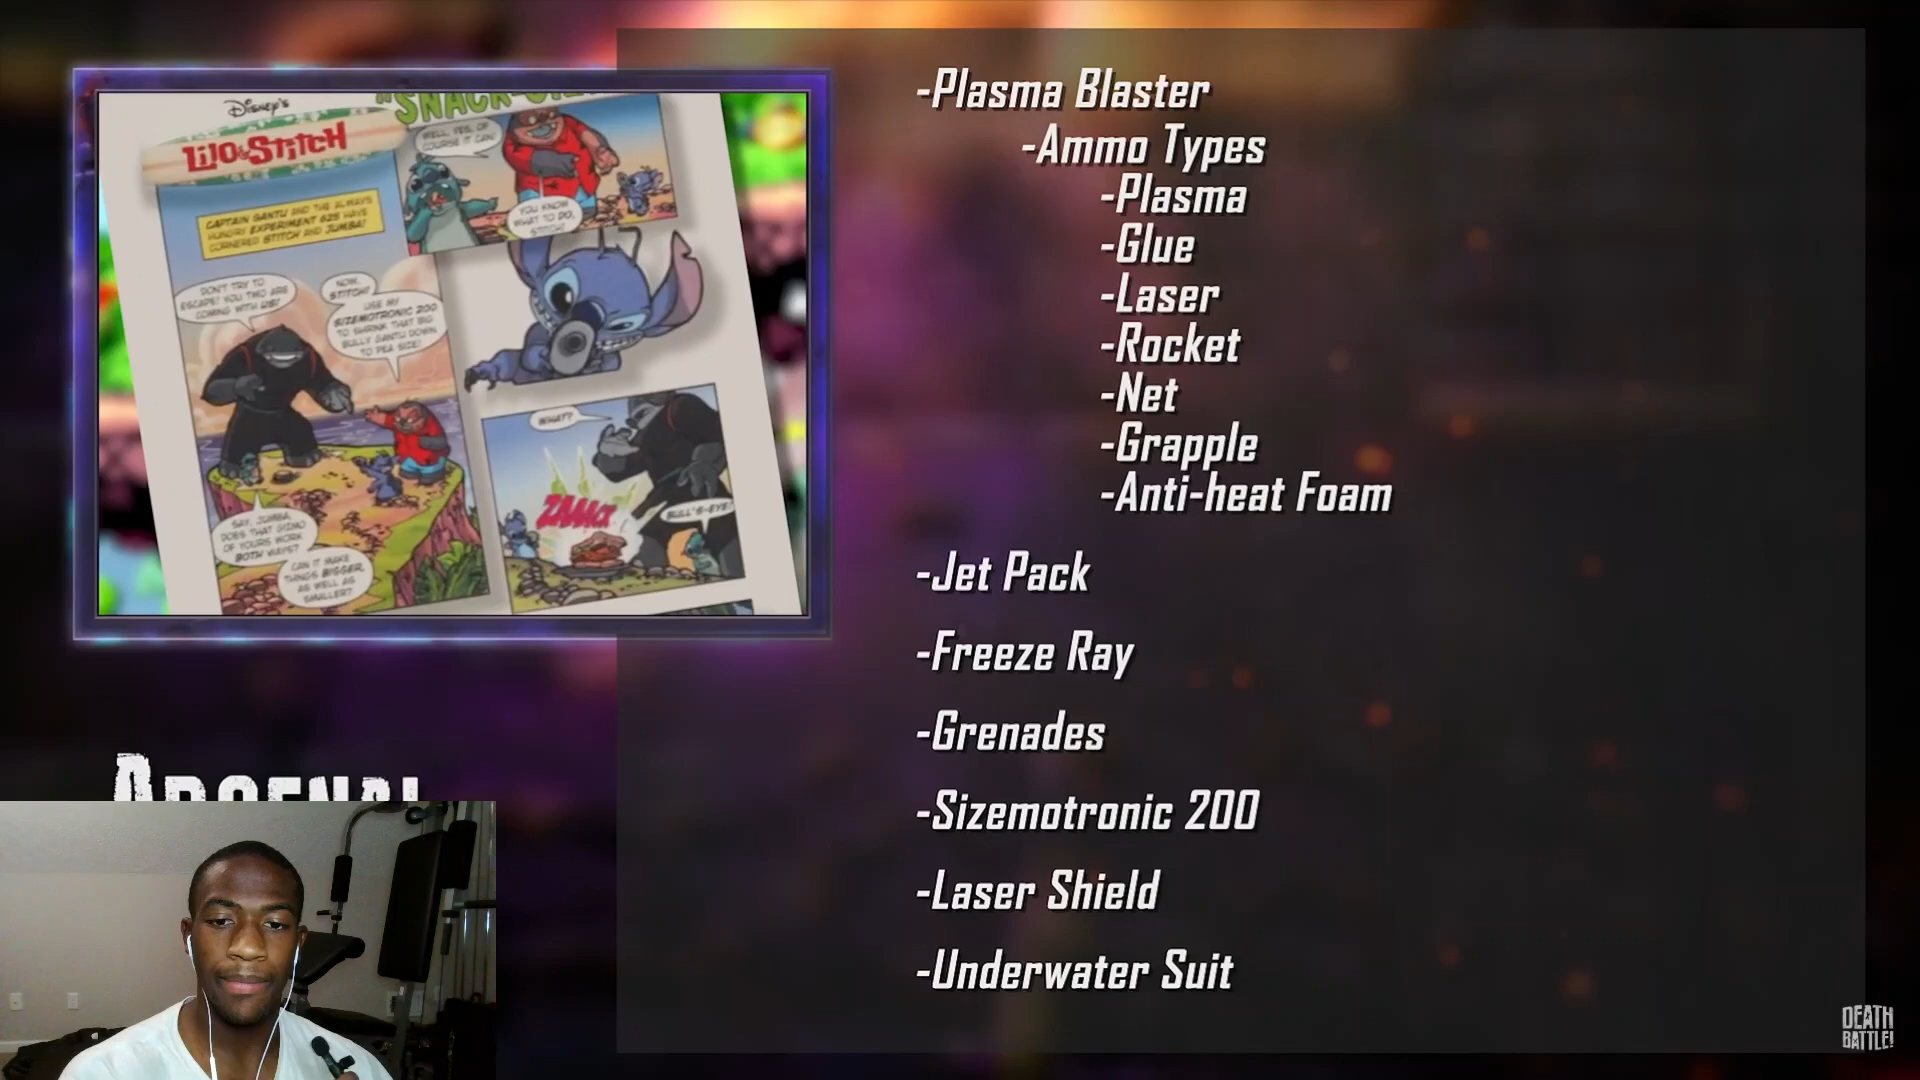 DISNEY'S
LILO & STITCH
CAPTAIN GANTU AND THE ALWAYS
HUNGRY EXPERIMENT 625 HAVE
CORNERED STITCH AND JUMBA!
WELL, YES, OF
COURSE IT CAN!
YOU KNOW
WHAT TO DO,
STITCH!
DON'T TRY TO
ESCAPE! YOU TWO ARE
COMING WITH US!
NOW,
STITCH!
USE MY
SIZEMOTRONIC 200
TO SHRINK THAT BIG
BULLY GANTU DOWN
TO PEA SIZE!
SAY, JUMBA,
DOES THAT GIZMO
OF YOURS WORK
BOTH WAYS?
CAN IT MAKE
THINGS BIGGER,
AS WELL AS
SMALLER?
WHAT?
BULL'S-EYE!
-Plasma Blaster
-Ammo Types
-Plasma
-Glue
-Laser
-Rocket
-Net
-Grapple
-Anti-heat Foam
-Jet Pack
-Freeze Ray
-Grenades
-Sizemotronic 200
-Laser Shield
-Underwater Suit
ARSENAL
DEATH
BATTLE!